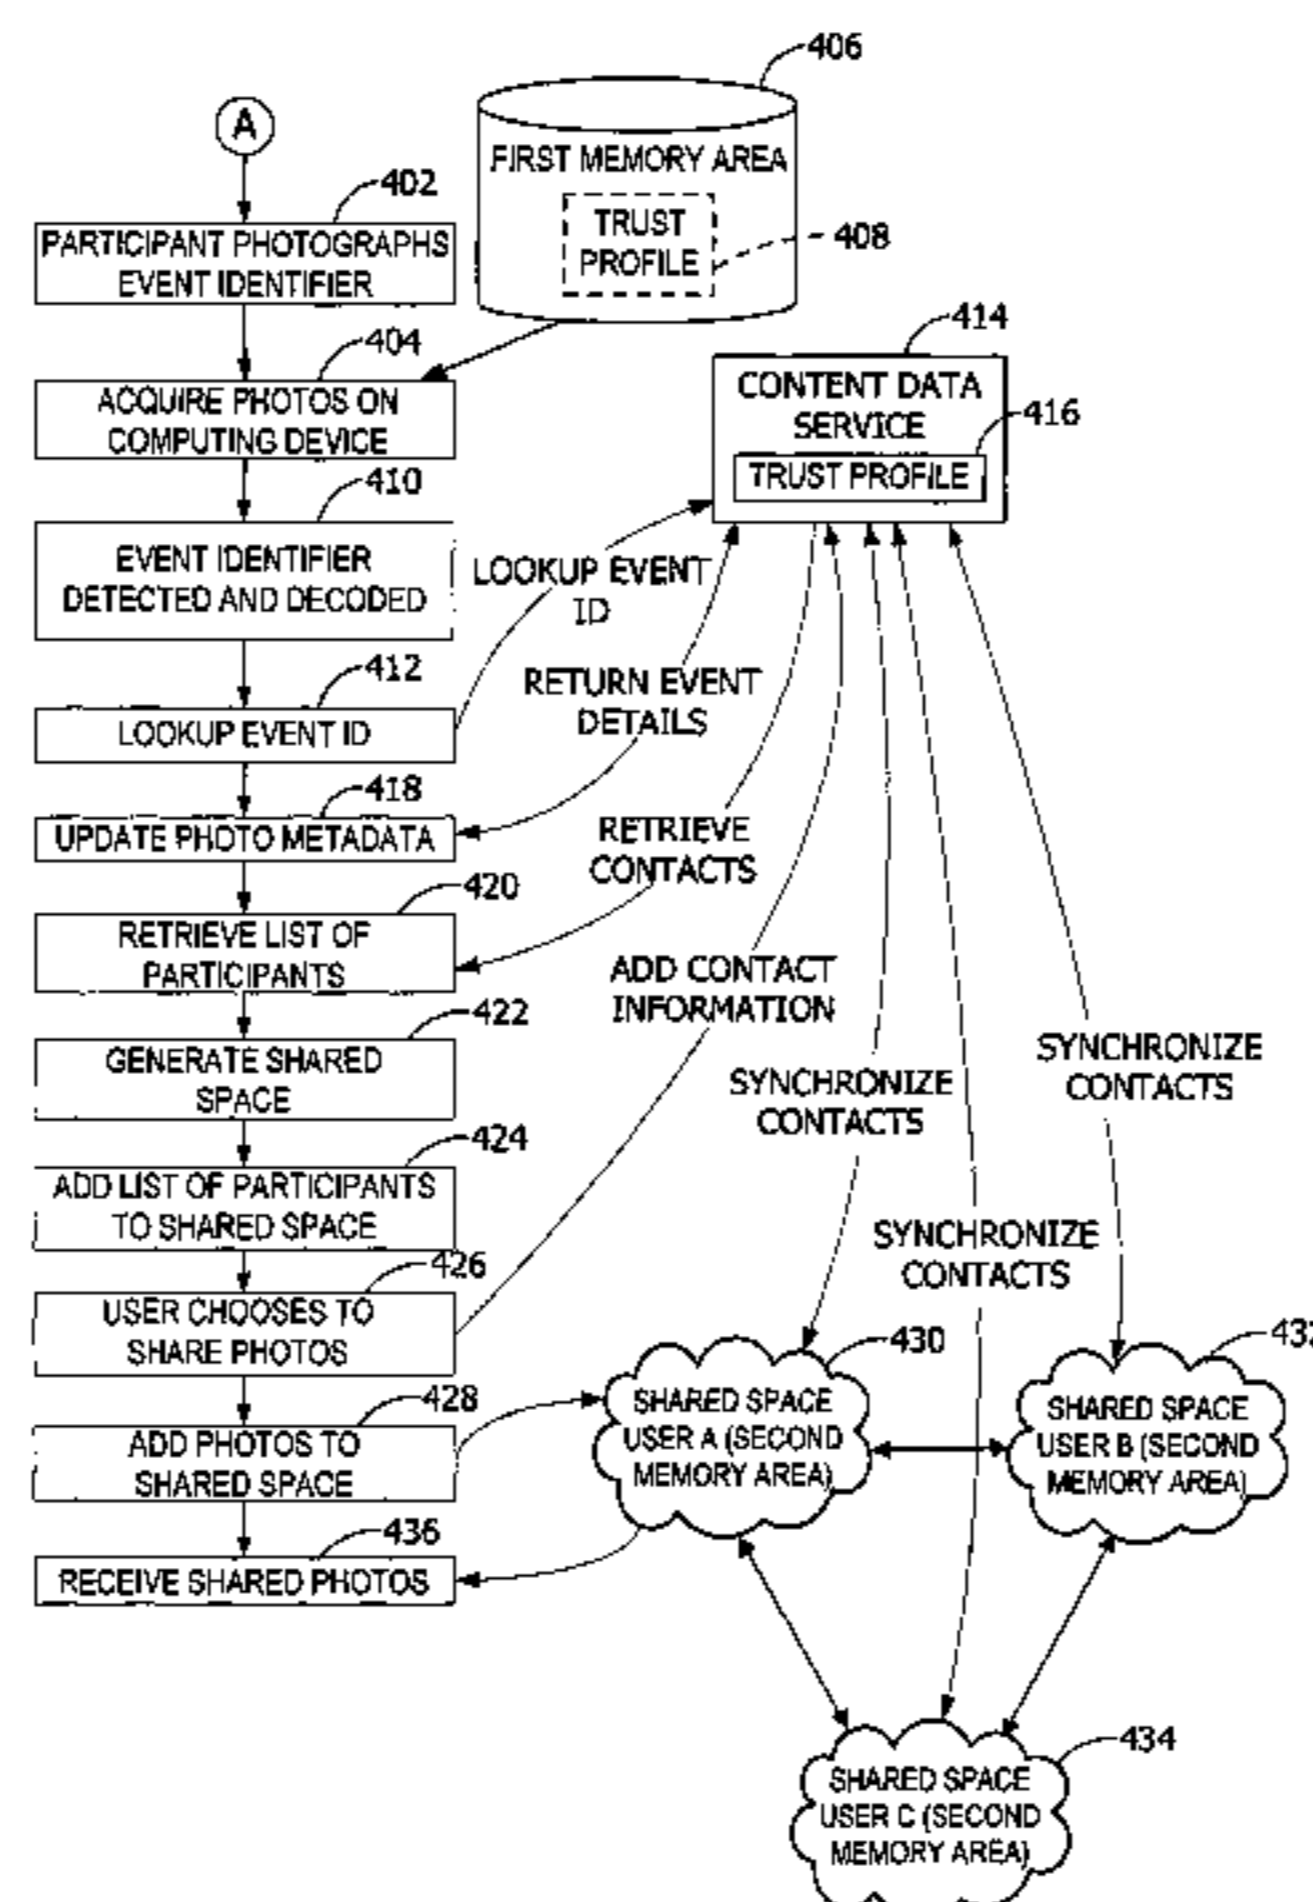 A
406
FIRST MEMORY AREA
TRUST
PROFILE
408
402
PARTICIPANT PHOTOGRAPHS
EVENT IDENTIFIER
404
ACQUIRE PHOTOS ON
COMPUTING DEVICE
414
CONTENT DATA
SERVICE
416
TRUST PROFILE
410
EVENT IDENTIFIER
DETECTED AND DECODED
LOOKUP EVENT
ID
412
LOOKUP EVENT ID
RETURN EVENT
DETAILS
418
UPDATE PHOTO METADATA
RETRIEVE
CONTACTS
420
RETRIEVE LIST OF
PARTICIPANTS
ADD CONTACT
INFORMATION
422
GENERATE SHARED
SPACE
SYNCHRONIZE
CONTACTS
SYNCHRONIZE
CONTACTS
424
ADD LIST OF PARTICIPANTS
TO SHARED SPACE
SYNCHRONIZE
CONTACTS
426
USER CHOOSES TO
SHARE PHOTOS
428
ADD PHOTOS TO
SHARED SPACE
430
SHARED SPACE
USER A (SECOND
MEMORY AREA)
SHARED SPACE
USER B (SECOND
MEMORY AREA)
436
RECEIVE SHARED PHOTOS
434
SHARED SPACE
USER C (SECOND
MEMORY AREA)